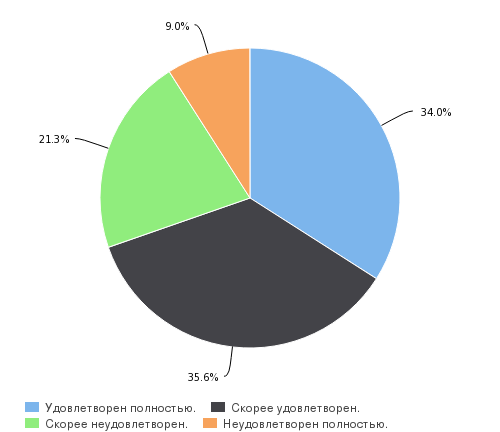 9.0%
34.0%
21.3%
35.6%
Удовлетворен полностью. Скорее удовлетворен.
Скорее неудовлетворен. Неудовлетворен полностью.